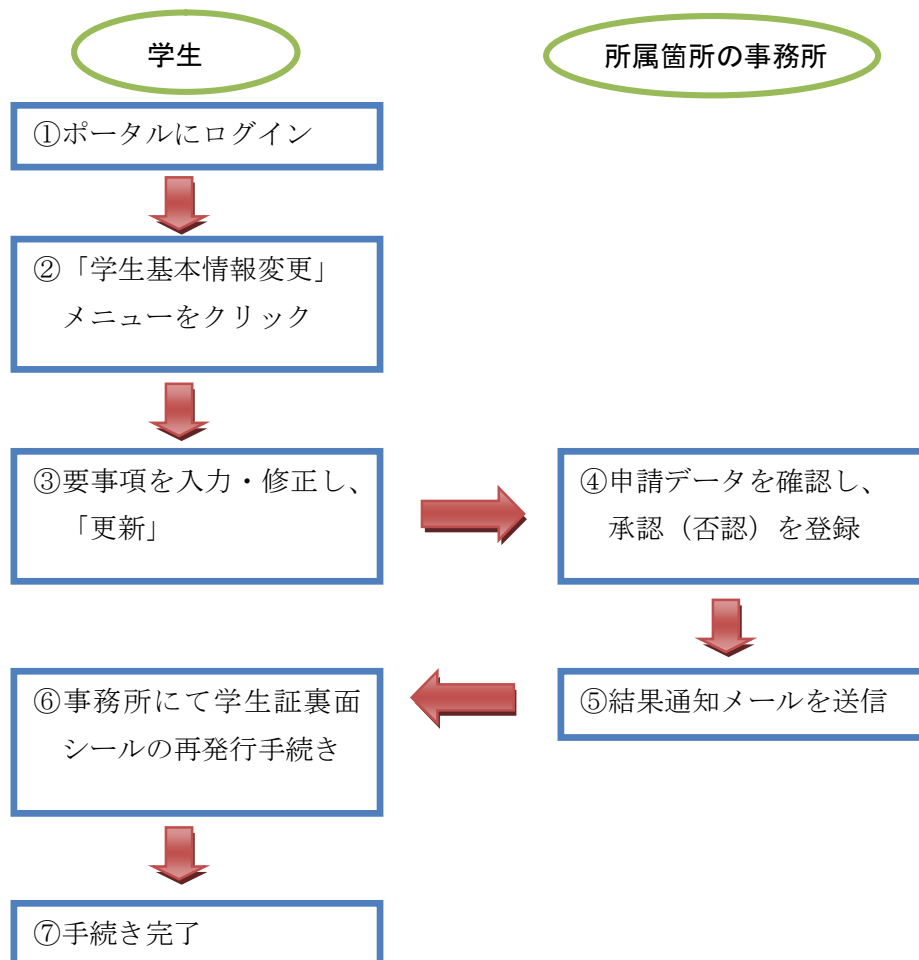 学生
所属箇所の事務所
①ポータルにログイン
②「学生基本情報変更」
メニューをクリック
③要事項を入力・修正し、
「更新」
④申請データを確認し、
承認（否認）を登録
⑤結果通知メールを送信
⑥事務所にて学生証裏面
シールの再発行手続き
⑦手続き完了